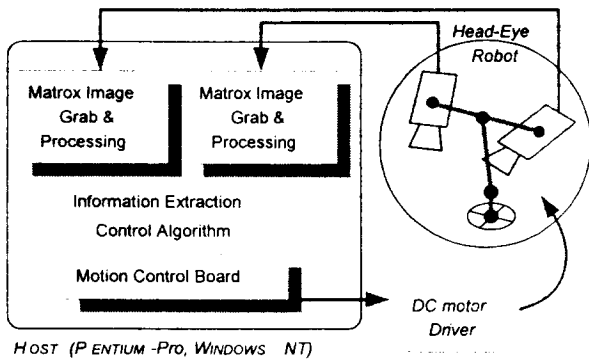 Head-Eye
Robot
Matrox Image
Grab &
Processing
Matrox Image
Grab &
Processing
Information Extraction
Control Algorithm
Motion Control Board
DC motor
Driver
HOST (PENTIUM -Pro, WINDOWS NT)